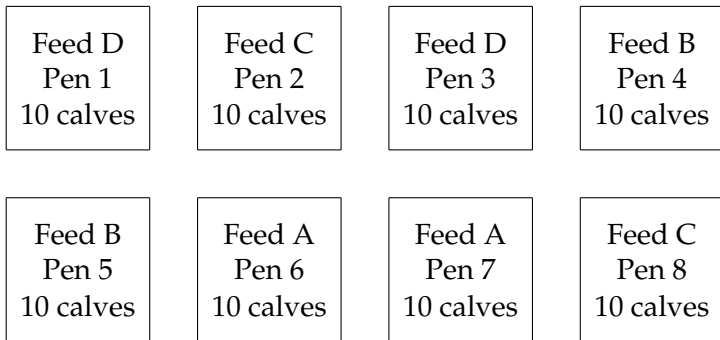 Feed D
Pen 1
10 calves
Feed C
Pen 2
10 calves
Feed D
Pen 3
10 calves
Feed B
Pen 4
10 calves
Feed B
Pen 5
10 calves
Feed A
Pen 6
10 calves
Feed A
Pen 7
10 calves
Feed C
Pen 8
10 calves